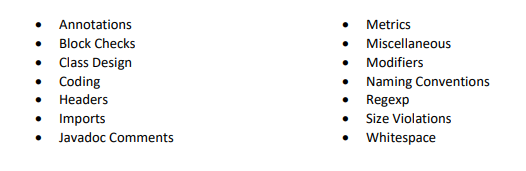 • Annotations
• Block Checks
• Class Design
• Coding
• Headers
• Imports
• Javadoc Comments
• Metrics
• Miscellaneous
• Modifiers
• Naming Conventions
• Regexp
• Size Violations
• Whitespace